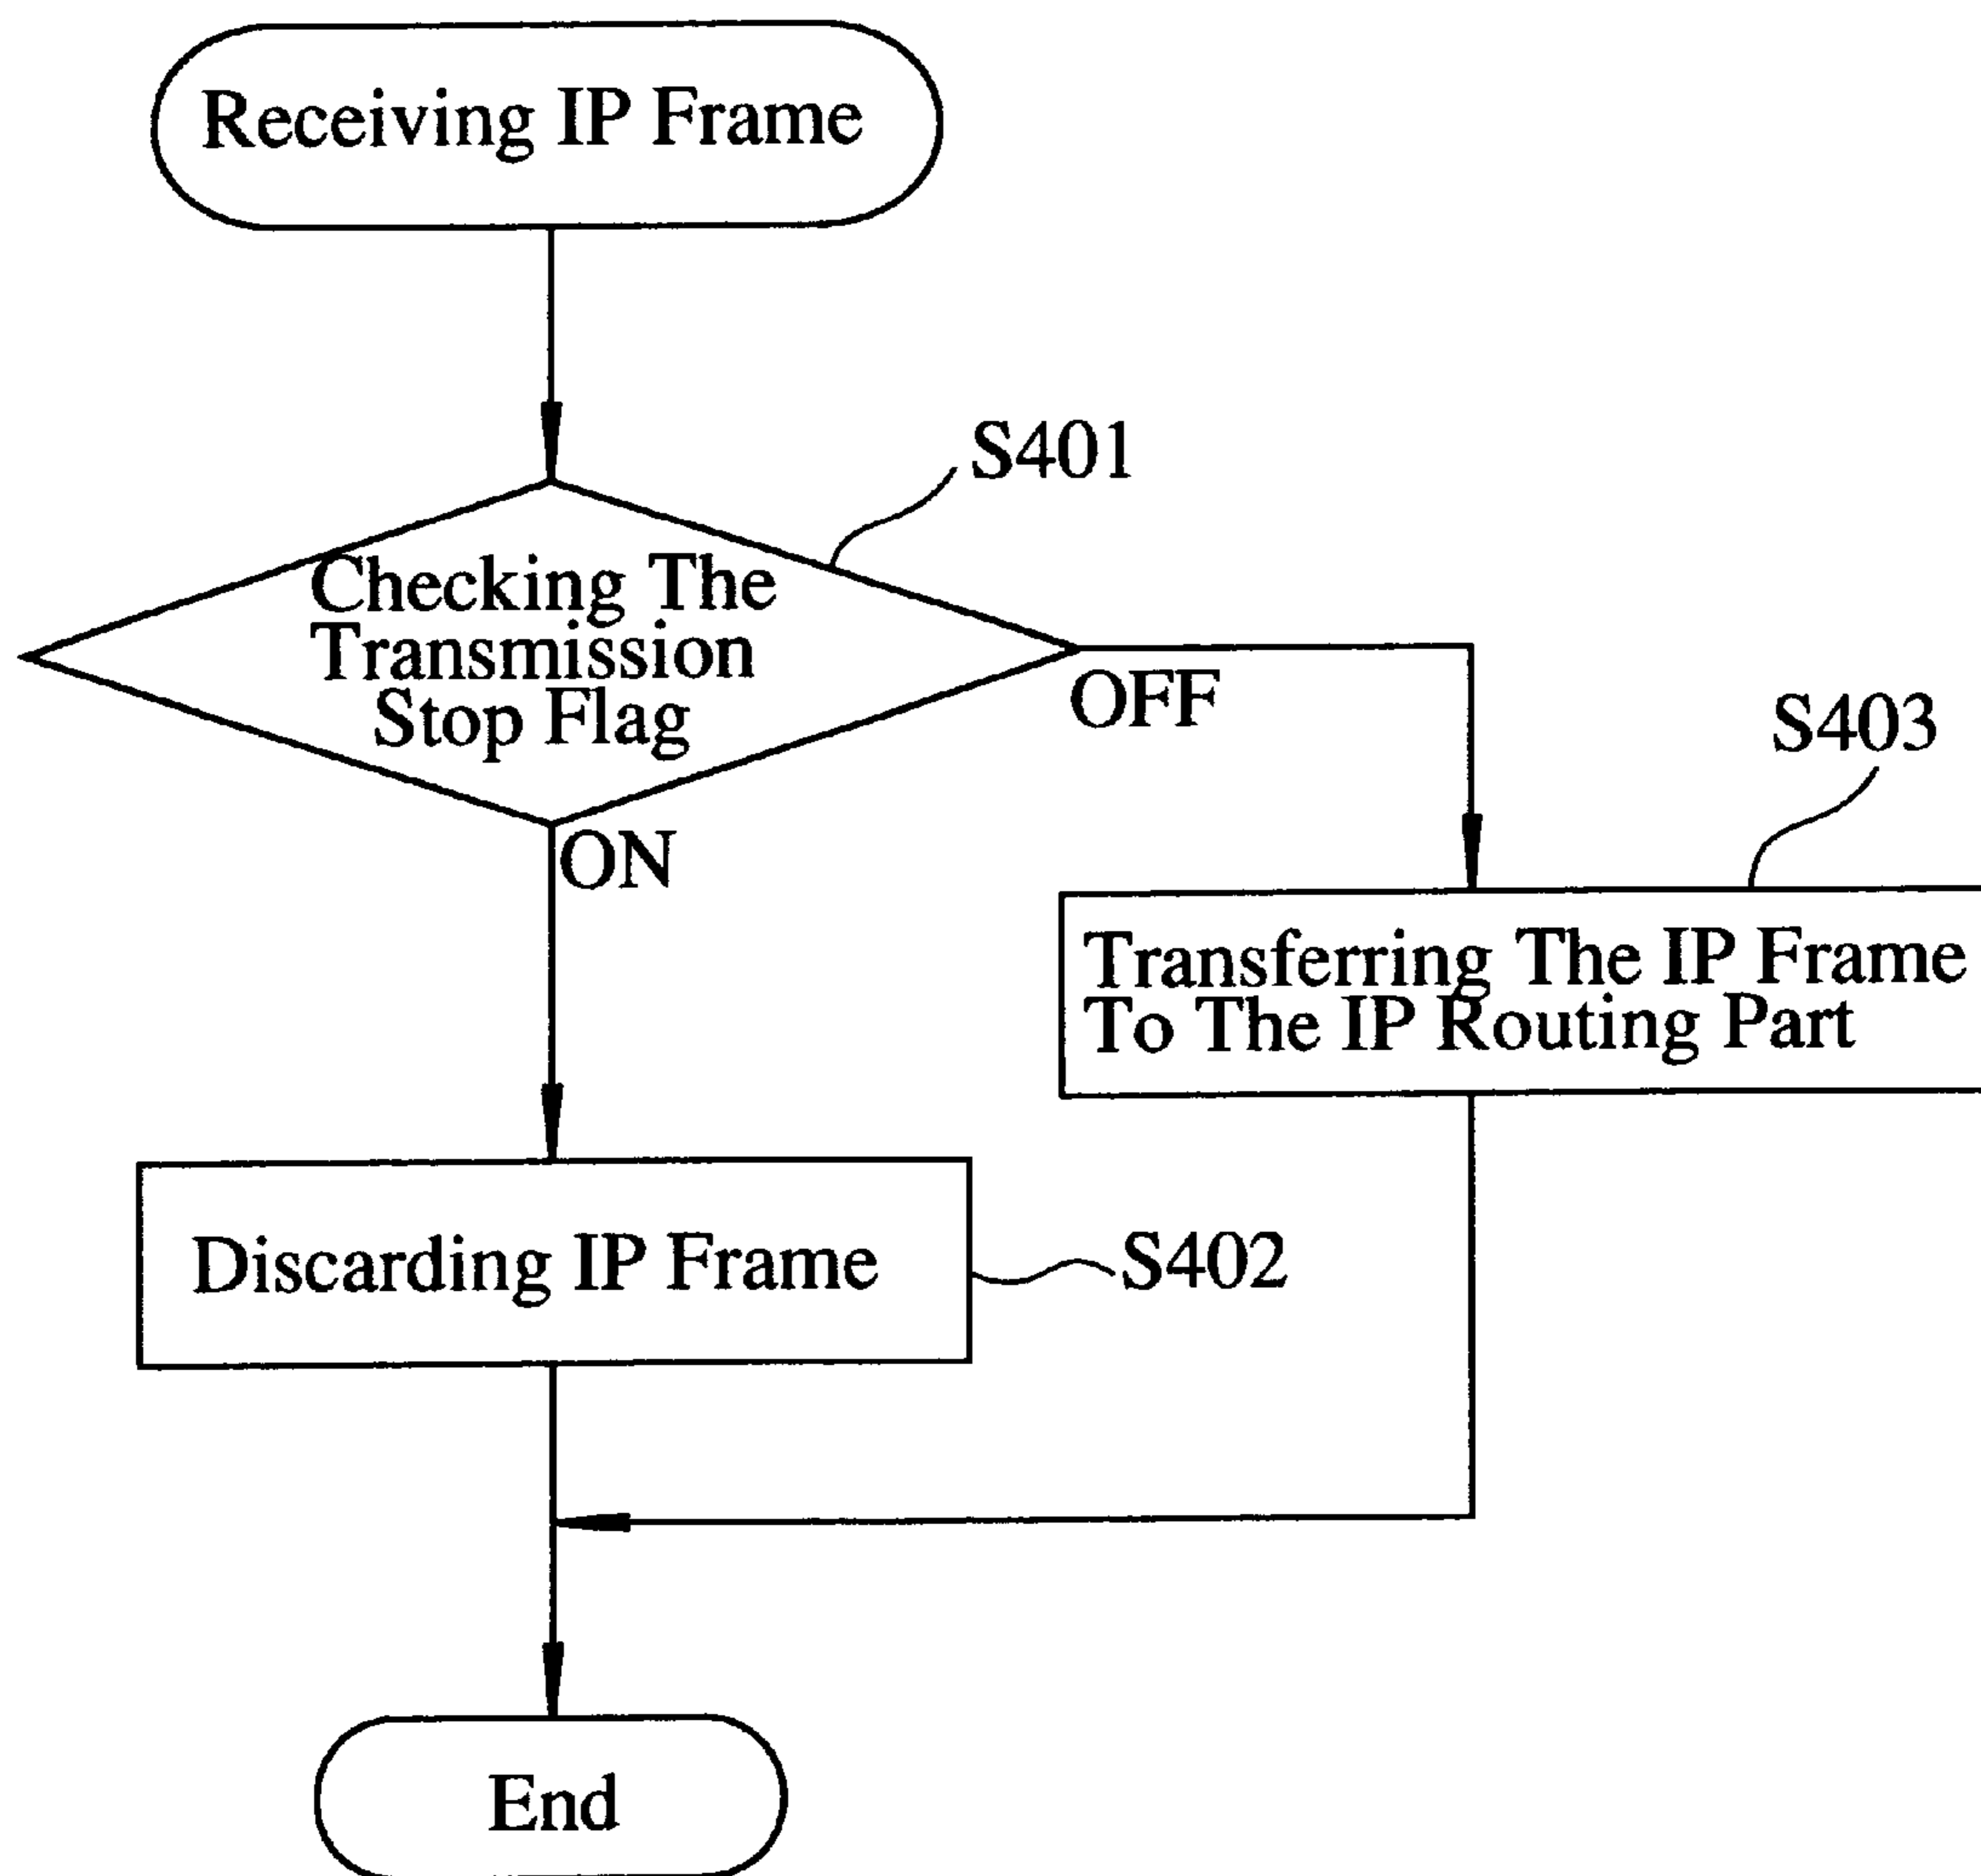 Receiving IP Frame
S401
Checking The
Transmission
Stop Flag
OFF
ON
S403
Transferring The IP Frame
To The IP Routing Part
Discarding IP Frame
S402
End